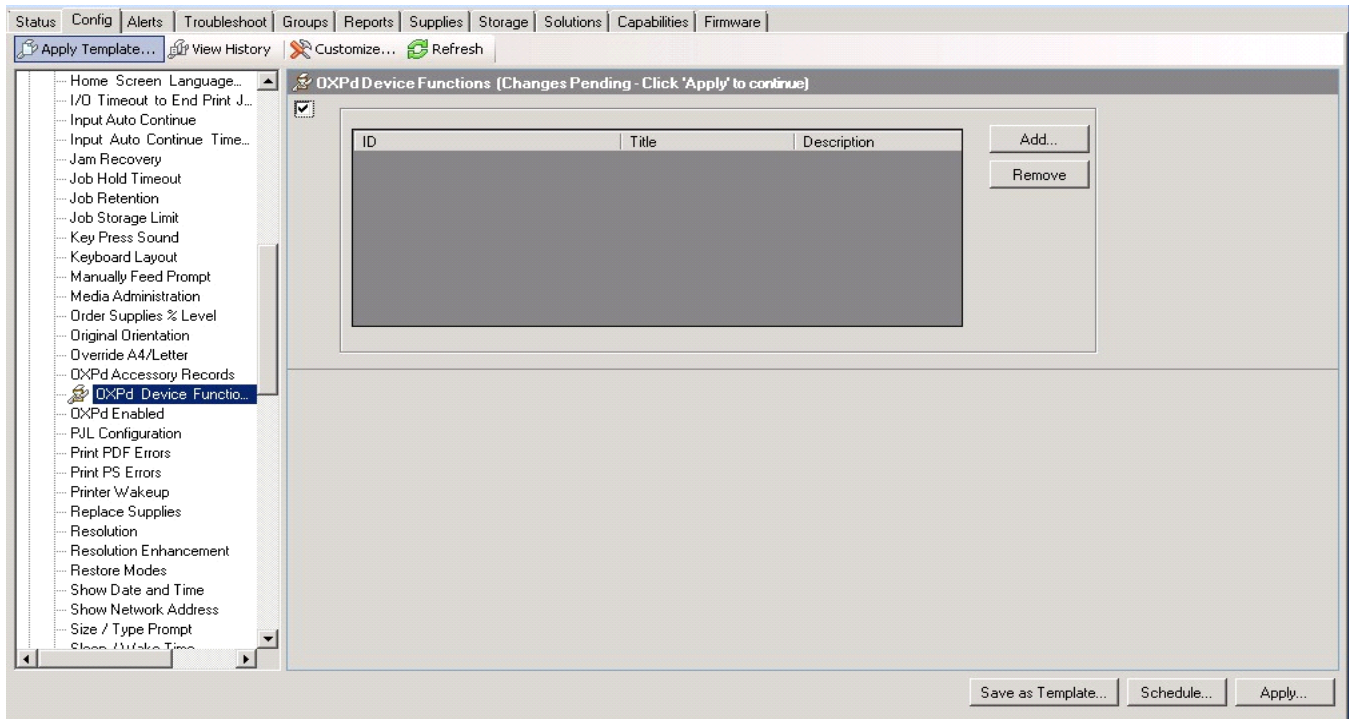 Status Config Alerts Troubleshoot Groups Reports Supplies Storage Solutions Capabilities Firmware
Apply Template... View History Customize... Refresh
Home Screen Language...
I/O Timeout to End Print J...
Input Auto Continue
Input Auto Continue Time...
Jam Recovery
Job Hold Timeout
Job Retention
Job Storage Limit
Key Press Sound
Keyboard Layout
Manually Feed Prompt
Media Administration
Order Supplies % Level
Original Orientation
Override A4/Letter
OXPd Accessory Records
OXPd Device Functio...
OXPd Enabled
PJL Configuration
Print PDF Errors
Print PS Errors
Printer Wakeup
Replace Supplies
Resolution
Resolution Enhancement
Restore Modes
Show Date and Time
Show Network Address
Size / Type Prompt
OXPd Device Functions (Changes Pending - Click 'Apply' to continue)
ID Title Description
Add...
Remove
Save as Template... Schedule... Apply...